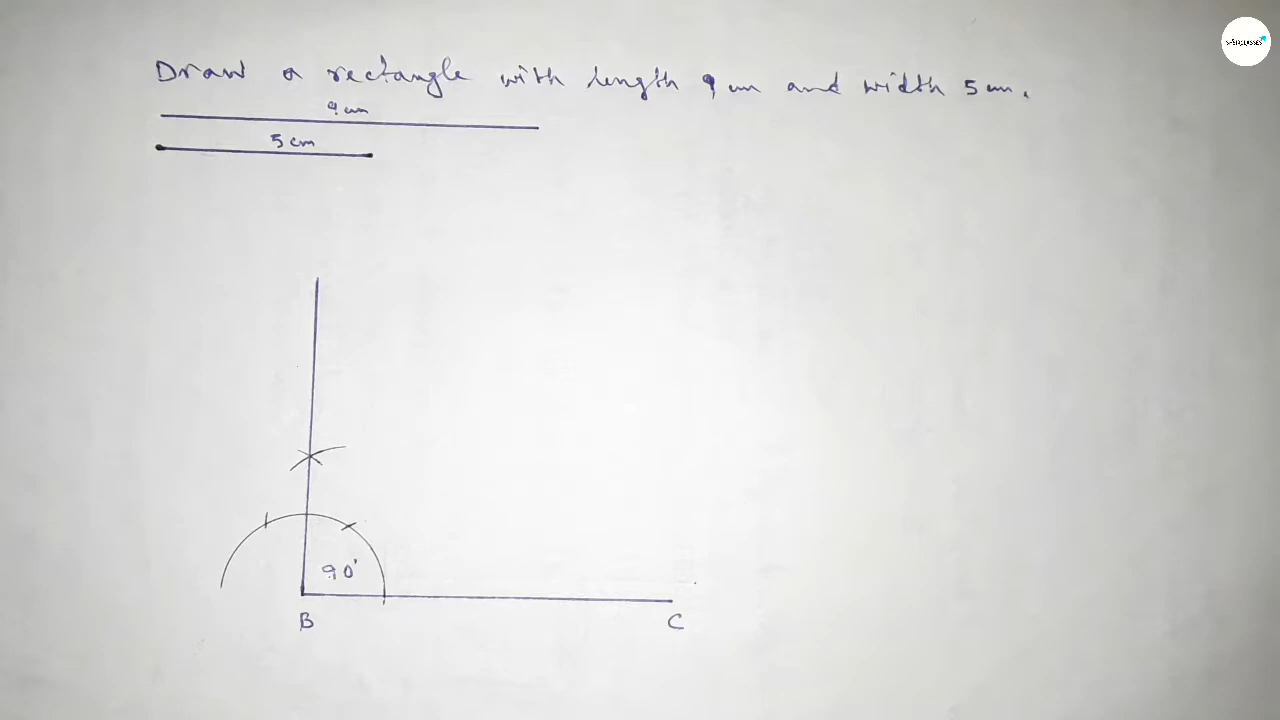 Draw a rectangle with length 9 cm and width 5 cm.
9 cm
5 cm
90°
B
C